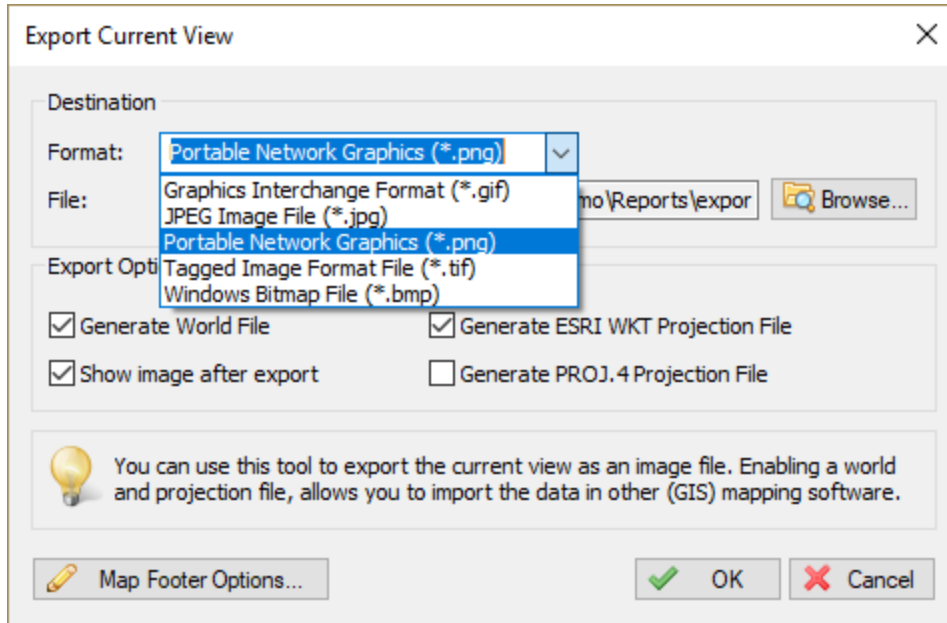 Export Current View
Destination
Format: Portable Network Graphics (*.png)
File: mo\Reports\expor Browse...
Graphics Interchange Format (*.gif)
JPEG Image File (*.jpg)
Portable Network Graphics (*.png)
Tagged Image Format File (*.tif)
Windows Bitmap File (*.bmp)
Export Opti
Generate World File Generate ESRI WKT Projection File
Show image after export Generate PROJ.4 Projection File
You can use this tool to export the current view as an image file. Enabling a world
and projection file, allows you to import the data in other (GIS) mapping software.
Map Footer Options... OK Cancel